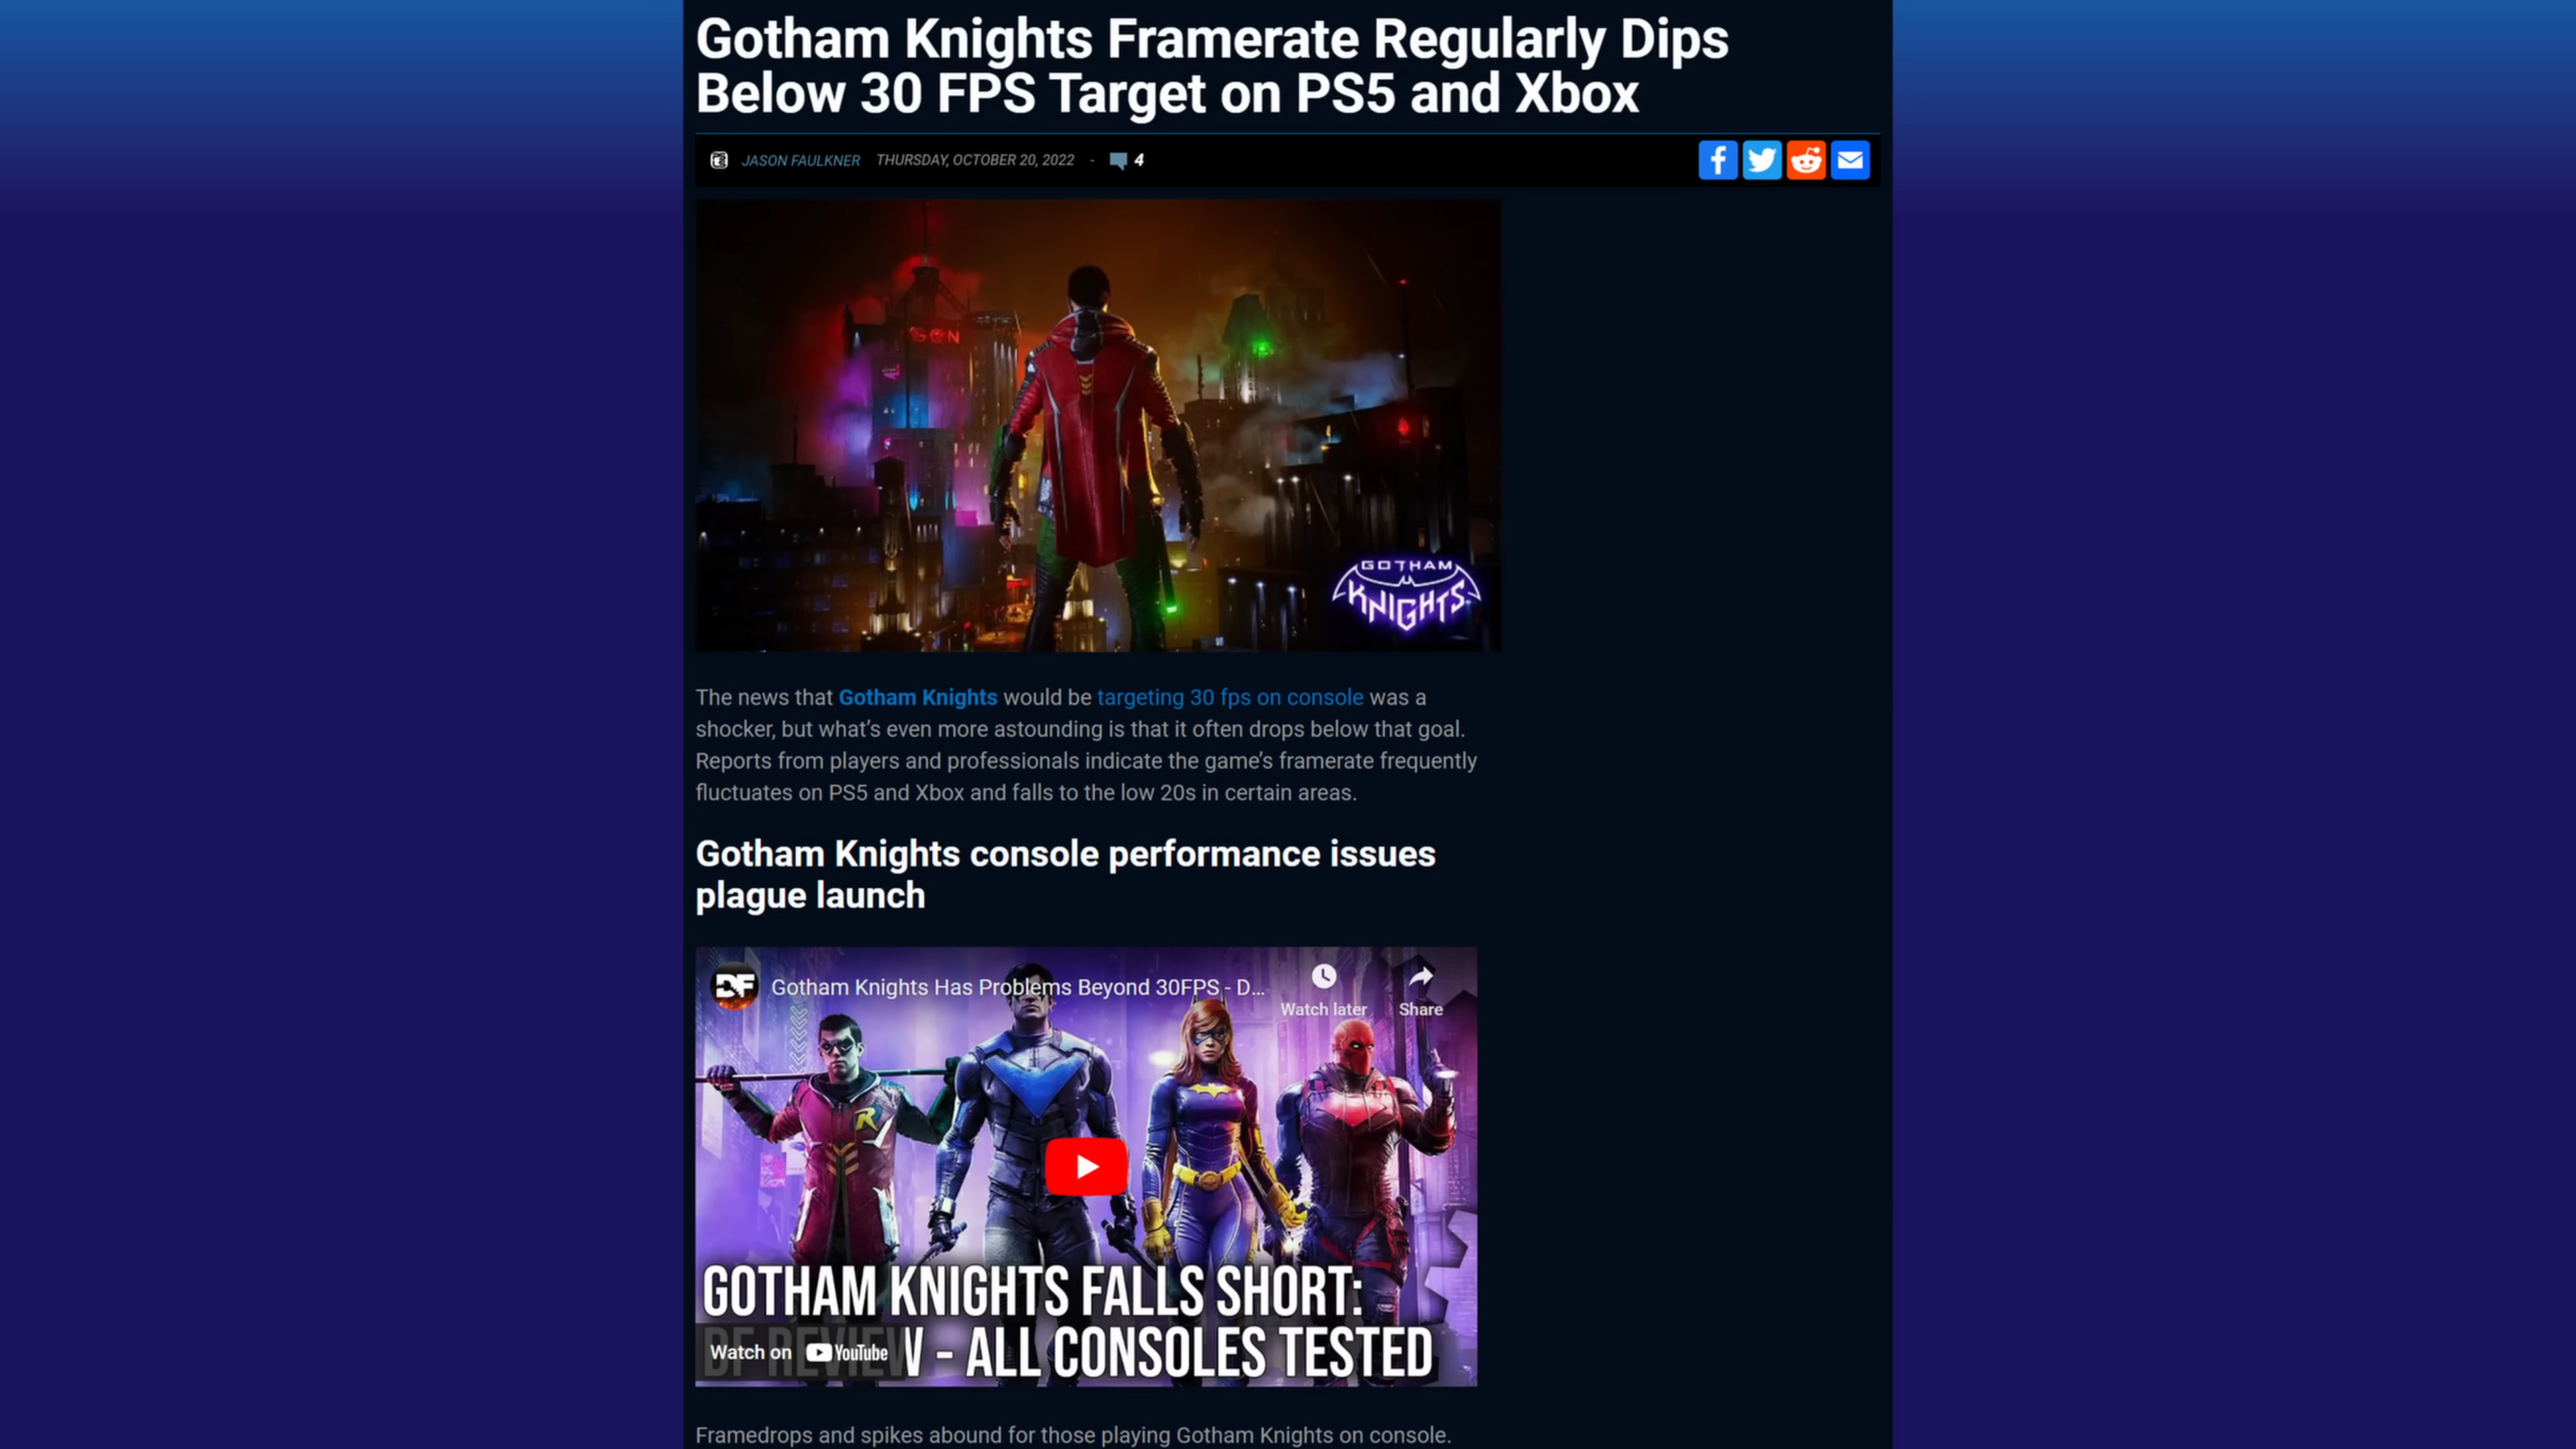 Gotham Knights Framerate Regularly Dips
Below 30 FPS Target on PS5 and Xbox
JASON FAULKNER THURSDAY, OCTOBER 20, 2022 - 4
GCN
GOTHAM
KNIGHTS
The news that Gotham Knights would be targeting 30 fps on console was a
shocker, but what’s even more astounding is that it often drops below that goal.
Reports from players and professionals indicate the game’s framerate frequently
fluctuates on PS5 and Xbox and falls to the low 20s in certain areas.
Gotham Knights console performance issues
plague launch
DF Gotham Knights Has Problems Beyond 30FPS - D...
Watch later Share
R
GOTHAM KNIGHTS FALLS SHORT:
DF REVIEW - ALL CONSOLES TESTED
Watch on YouTube
Framedrops and spikes abound for those playing Gotham Knights on console.